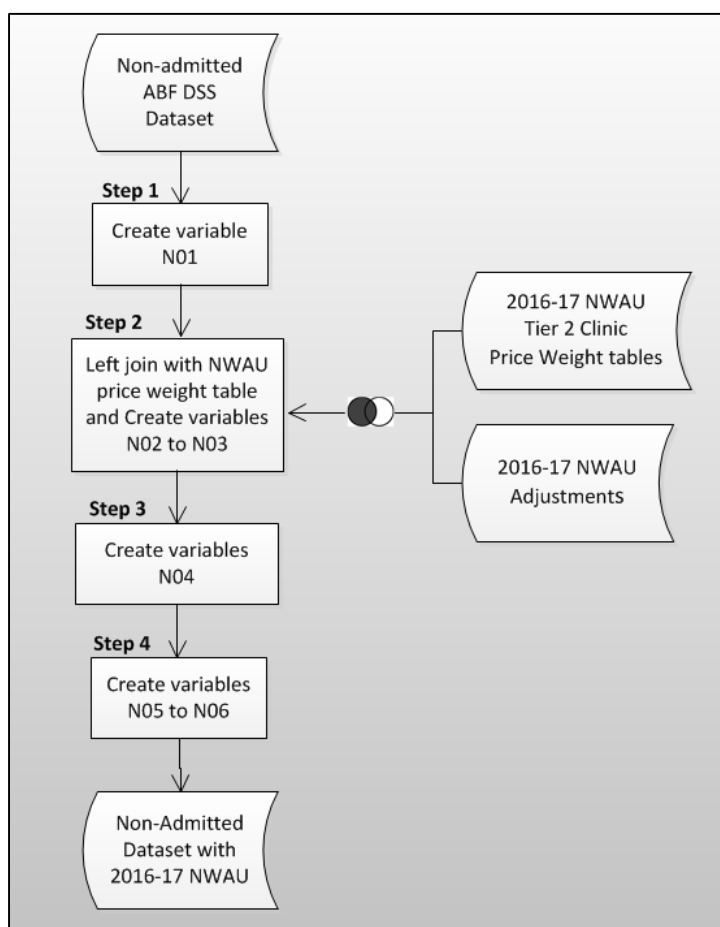 Non-admitted
ABF DSS
Dataset
Step 1
Create variable
N01
Step 2
Left join with NWAU
price weight table
and Create variables
N02 to N03
2016-17 NWAU
Tier 2 Clinic
Price Weight tables
2016-17 NWAU
Adjustments
Step 3
Create variables
N04
Step 4
Create variables
N05 to N06
Non-Admitted
Dataset with
2016-17 NWAU